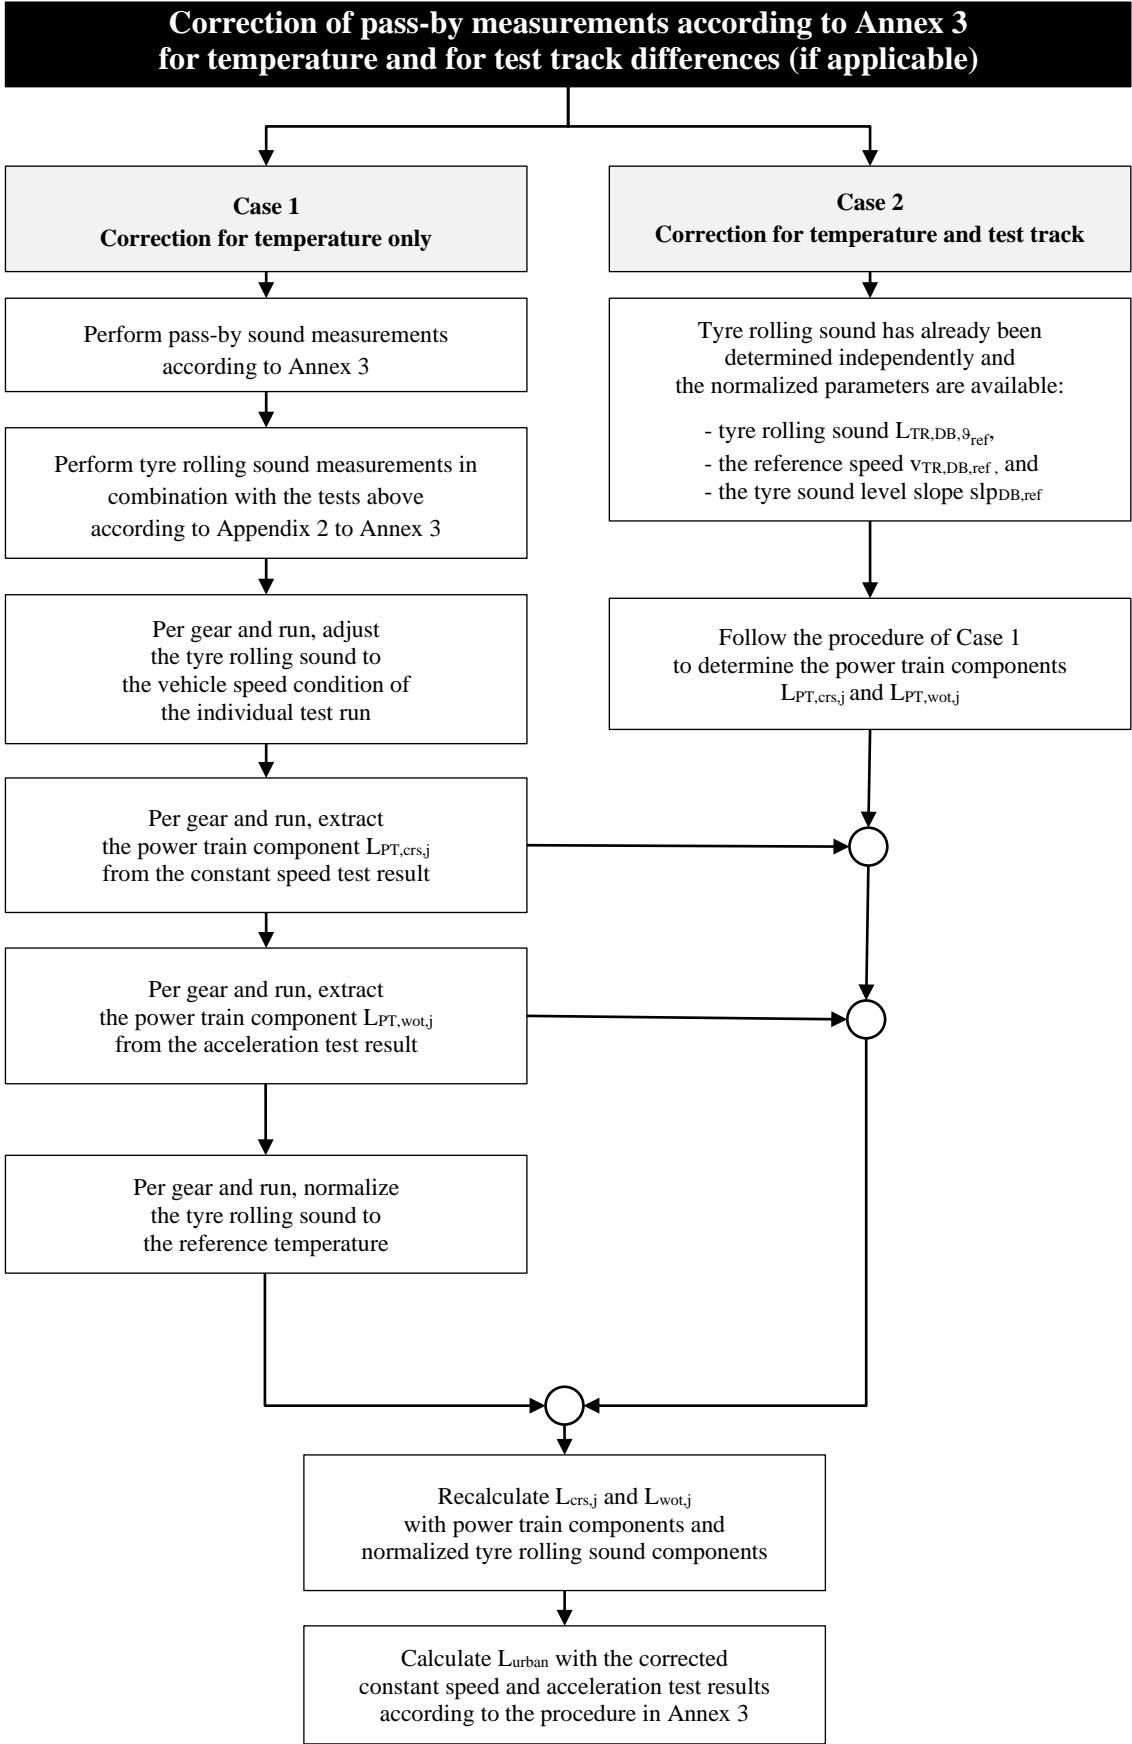 Correction of pass-by measurements according to Annex 3
for temperature and for test track differences (if applicable)
Case 1
Correction for temperature only
Perform pass-by sound measurements
according to Annex 3
Perform tyre rolling sound measurements in
combination with the tests above
according to Appendix 2 to Annex 3
Per gear and run, adjust
the tyre rolling sound to
the vehicle speed condition of
the individual test run
Per gear and run, extract
the power train component LPT,crs,j
from the constant speed test result
Per gear and run, extract
the power train component LPT,wot,j
from the acceleration test result
Per gear and run, normalize
the tyre rolling sound to
the reference temperature
Case 2
Correction for temperature and test track
Tyre rolling sound has already been
determined independently and
the normalized parameters are available:
- tyre rolling sound LTR,DB,ϑref,
- the reference speed vTR,DB,ref , and
- the tyre sound level slope slpDB,ref
Follow the procedure of Case 1
to determine the power train components
LPT,crs,j and LPT,wot,j
Recalculate Lcrs,j and Lwot,j
with power train components and
normalized tyre rolling sound components
Calculate Lurban with the corrected
constant speed and acceleration test results
according to the procedure in Annex 3